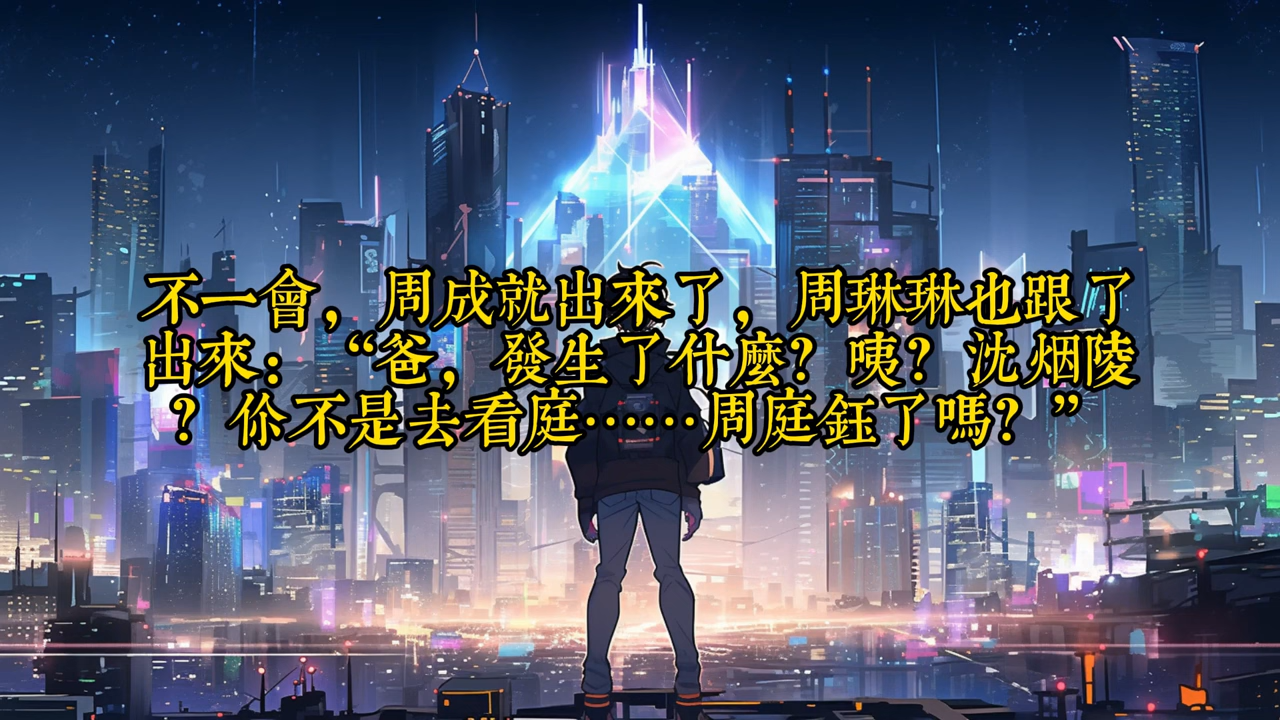 不一會，周成就出來了，周琳琳也跟了
出來：“爸，發生了什麼？咦？沈烟陵
？你不是去看庭……周庭鈺了嗎？”